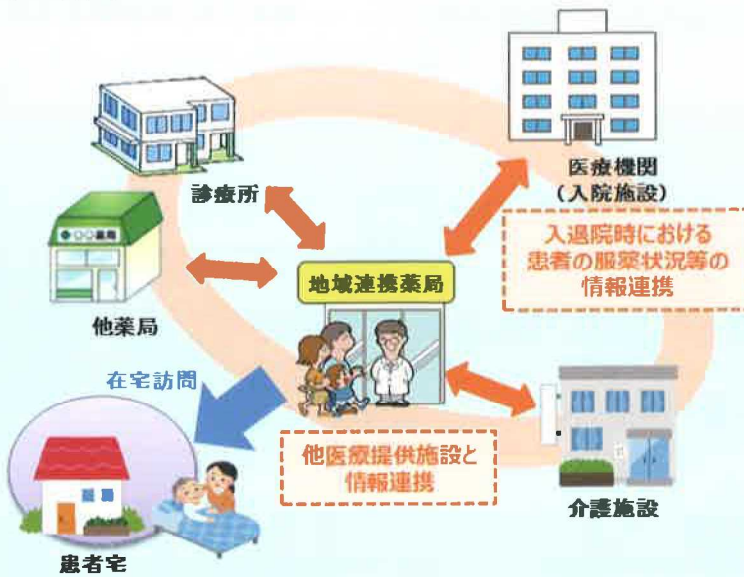 診療所
医療機関
(入院施設)
○○薬局
他薬局
地域連携薬局
入退院時における
患者の服薬状況等の
情報連携
在宅訪問
他医療提供施設と
情報連携
介護施設
患者宅